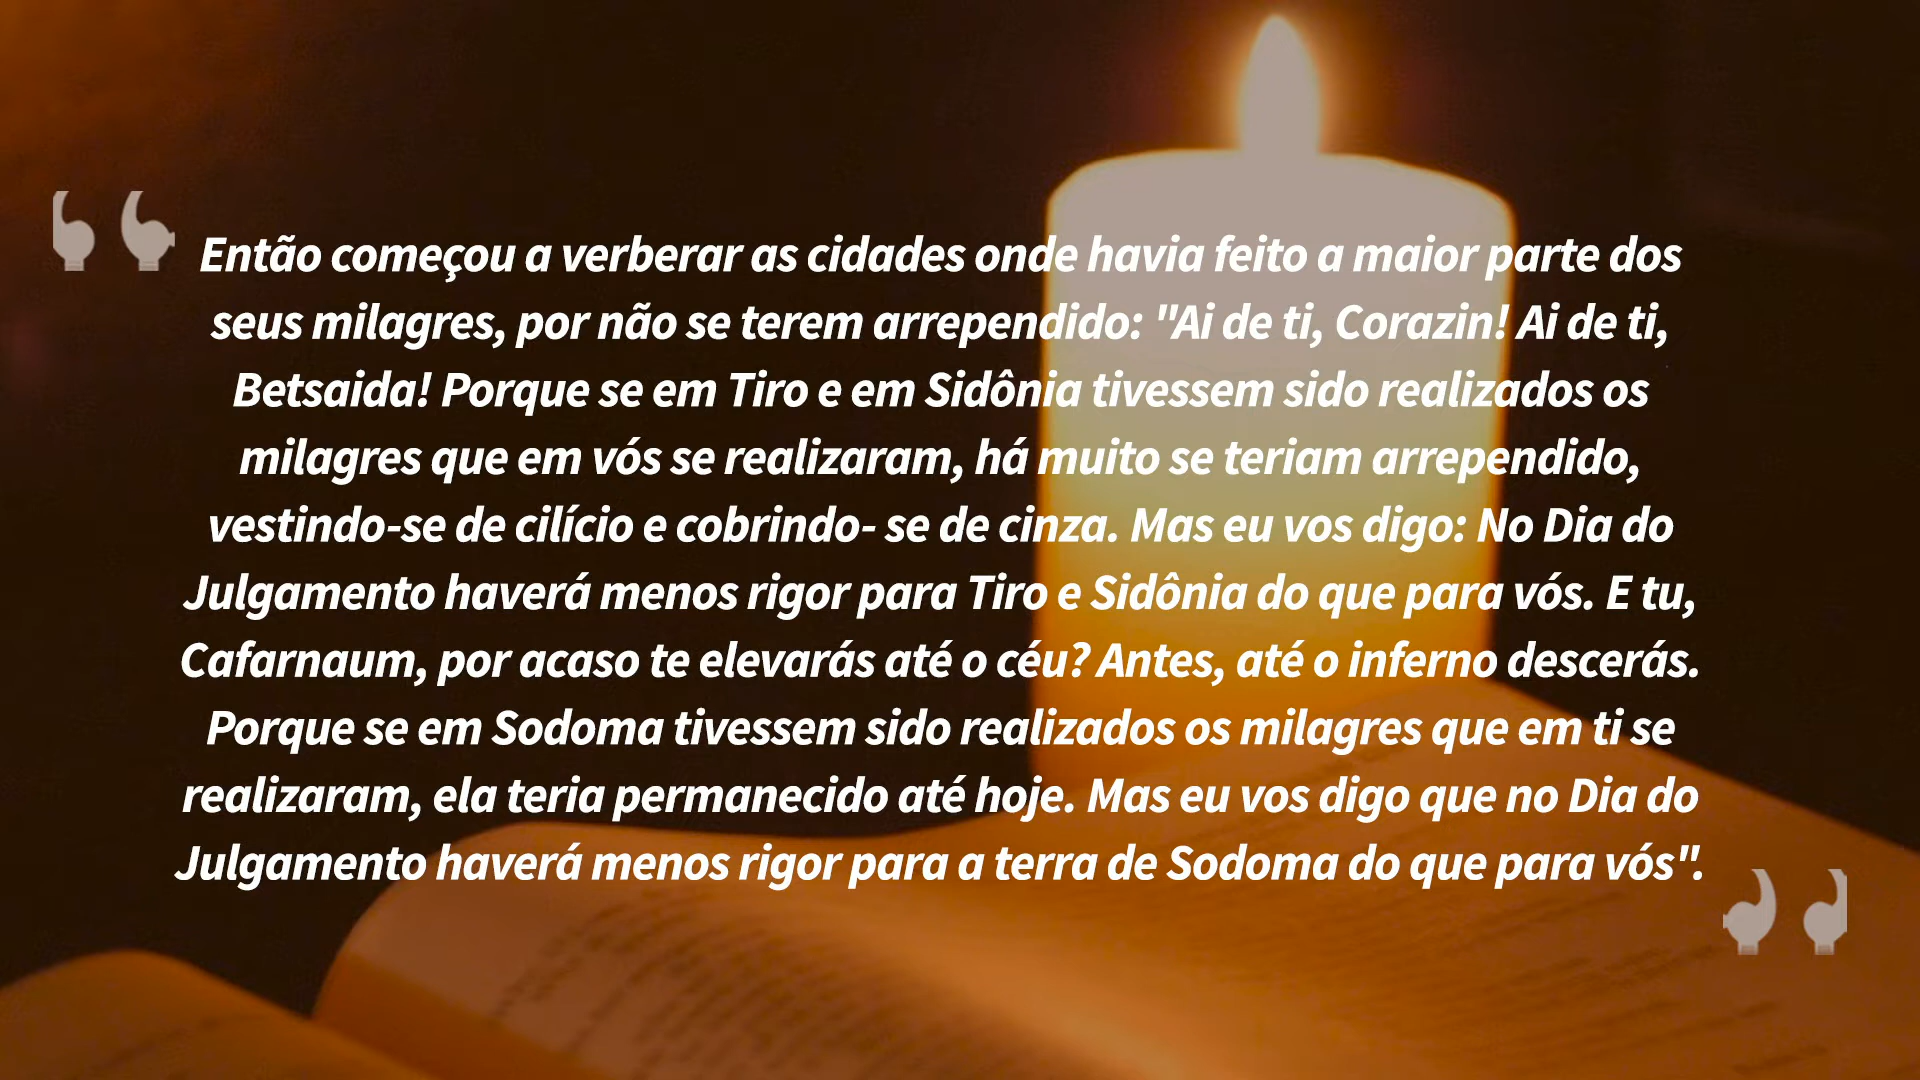 Então começou a verberar as cidades onde havia feito a maior parte dos
seus milagres, por não se terem arrependido: "Ai de ti, Corazin! Ai de ti,
Betsaida! Porque se em Tiro e em Sidônia tivessem sido realizados os
milagres que em vós se realizaram, há muito se teriam arrependido,
vestindo-se de cilício e cobrindo- se de cinza. Mas eu vos digo: No Dia do
Julgamento haverá menos rigor para Tiro e Sidônia do que para vós. E tu,
Cafarnaum, por acaso te elevarás até o céu? Antes, até o inferno descerás.
Porque se em Sodoma tivessem sido realizados os milagres que em ti se
realizaram, ela teria permanecido até hoje. Mas eu vos digo que no Dia do
Julgamento haverá menos rigor para a terra de Sodoma do que para vós".